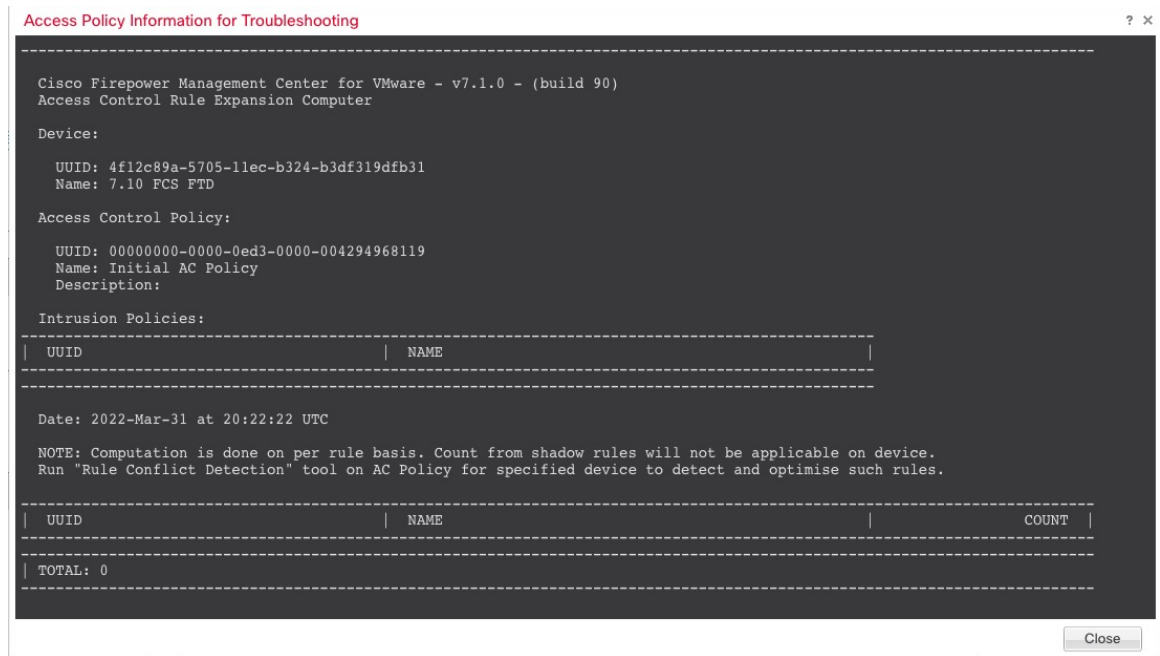 Access Policy Information for Troubleshooting ? ×
Cisco Firepower Management Center for VMware - v7.1.0 - (build 90)
Access Control Rule Expansion Computer
Device:
UUID: 4f12c89a-5705-11ec-b324-b3df319dfb31
Name: 7.10 FCS FTD
Access Control Policy:
UUID: 00000000-0000-0ed3-0000-004294968119
Name: Initial AC Policy
Description:
Intrusion Policies:
| UUID | NAME |
Date: 2022-Mar-31 at 20:22:22 UTC
NOTE: Computation is done on per rule basis. Count from shadow rules will not be applicable on device.
Run "Rule Conflict Detection" tool on AC Policy for specified device to detect and optimise such rules.
| UUID | NAME | COUNT |
| TOTAL: 0
Close